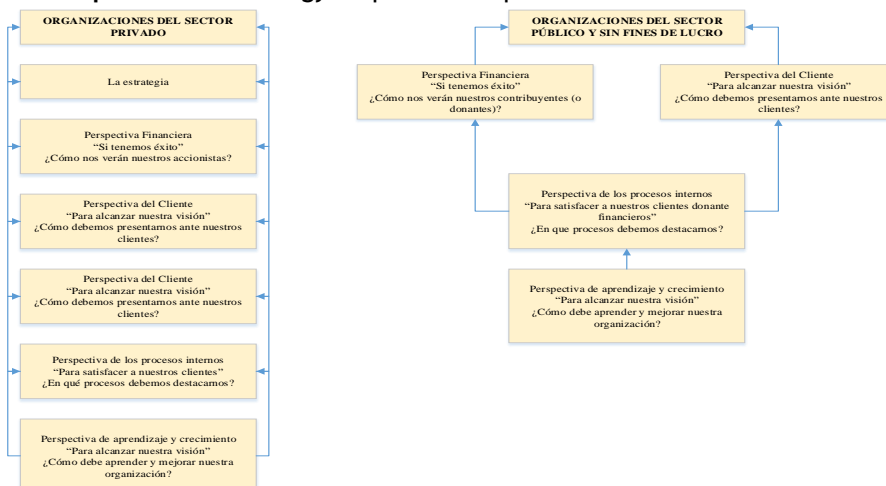 ORGANIZACIONES DEL SECTOR
PRIVADO
La estrategia
Perspectiva Financiera
“Si tenemos éxito”
¿Cómo nos verán nuestros accionistas?
Perspectiva del Cliente
“Para alcanzar nuestra visión”
¿Cómo debemos presentarnos ante nuestros
clientes?
Perspectiva del Cliente
“Para alcanzar nuestra visión”
¿Cómo debemos presentarnos ante nuestros
clientes?
Perspectiva de los procesos internos
“Para satisfacer a nuestros clientes”
¿En qué procesos debemos destacarnos?
Perspectiva de aprendizaje y crecimiento
“Para alcanzar nuestra visión”
¿Cómo debe aprender y mejorar nuestra
organización?
ORGANIZACIONES DEL SECTOR
PÚBLICO Y SIN FINES DE LUCRO
Perspectiva Financiera
“Si tenemos éxito”
¿Cómo nos verán nuestros contribuyentes (o
donantes)?
Perspectiva del Cliente
“Para alcanzar nuestra visión”
¿Cómo debemos presentarnos ante nuestros
clientes?
Perspectiva de los procesos internos
“Para satisfacer a nuestros clientes donante
financieros”
¿En que procesos debemos destacarnos?
Perspectiva de aprendizaje y crecimiento
“Para alcanzar nuestra visión”
¿Cómo debe aprender y mejorar nuestra
organización?